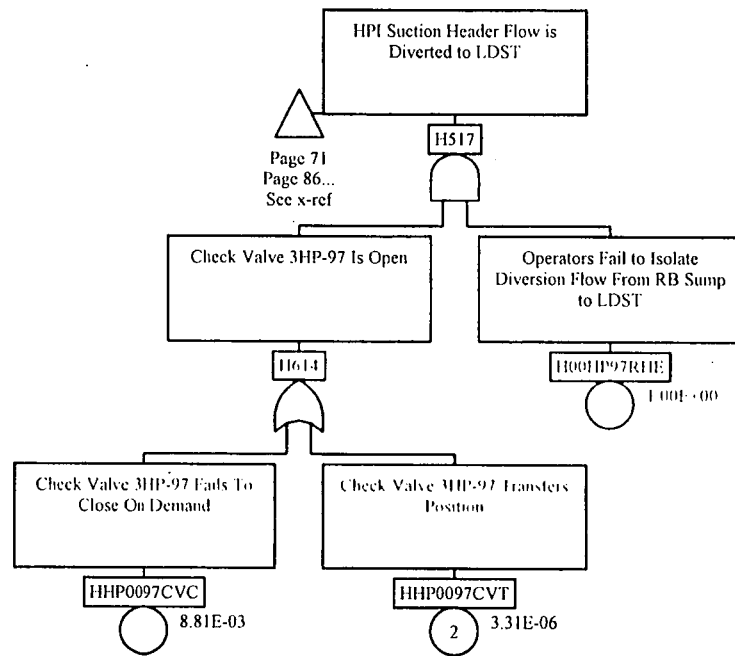 HPI Suction Header Flow is
Diverted to LDST
H517
Page 71
Page 86...
See x-ref
Check Valve 3HP-97 Is Open
Operators Fail to Isolate
Diversion Flow From RB Sump
to LDST
H614
H00HP97RHE
1.00E+00
Check Valve 3HP-97 Fails To
Close On Demand
Check Valve 3HP-97 Transfers
Position
HHP0097CVC
8.81E-03
HHP0097CVT
3.31E-06
2